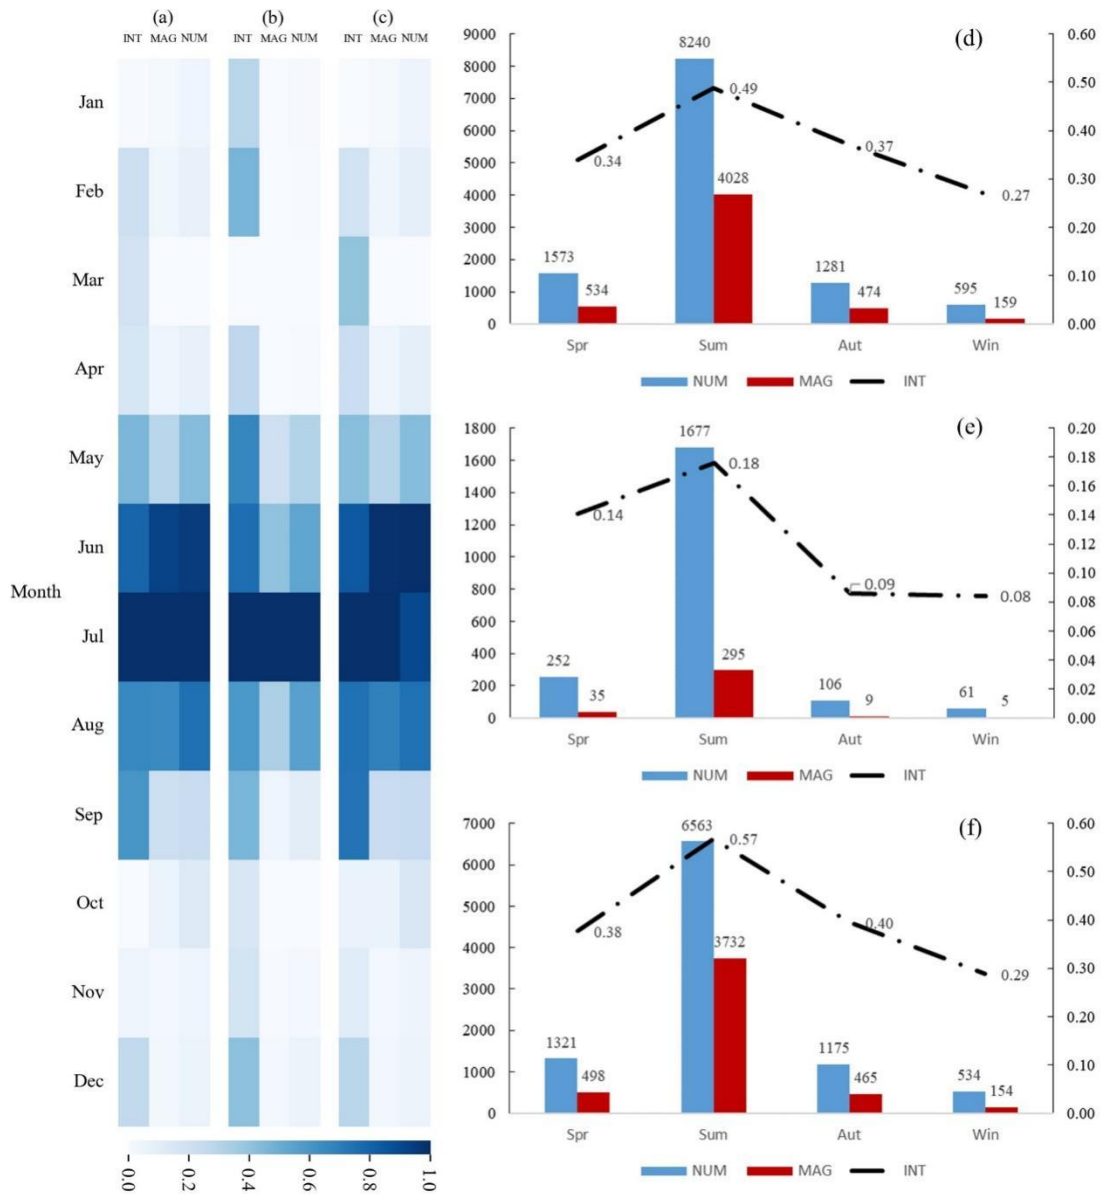 (a) (b) (c)
INT MAG NUM INT MAG NUM INT MAG NUM
Month
Jan
Feb
Mar
Apr
May
Jun
Jul
Aug
Sep
Oct
Nov
Dec
0.0 0.2 0.4 0.6 0.8 1.0
(d)
9000 0.60
8000 0.50
7000 0.40
6000 0.30
5000 0.20
4000 0.10
3000 0.00
2000
1000
0
8240
0.49
0.34
0.37
4028
0.27
1573
534
1281
474
595
159
Spr Sum Aut Win
NUM MAG INT
(e)
1800 0.20
1600 0.18
1400 0.16
1200 0.14
1000 0.12
800 0.10
600 0.08
400 0.06
200 0.04
0 0.02
0.00
1677
0.18
0.14
0.09
0.08
252
35
295
106
9
61
5
Spr Sum Aut Win
NUM MAG INT
(f)
7000 0.60
6000 0.50
5000 0.40
4000 0.30
3000 0.20
2000 0.10
1000 0.00
0
6563
0.57
0.38
0.40
3732
0.29
1321
498
1175
465
534
154
Spr Sum Aut Win
NUM MAG INT